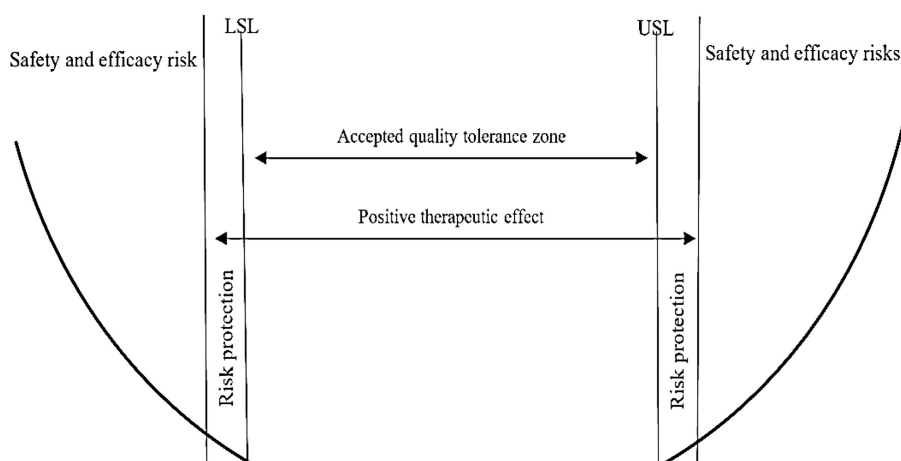 LSL
USL
Safety and efficacy risk
Safety and efficacy risks
Accepted quality tolerance zone
Positive therapeutic effect
Risk protection
Risk protection